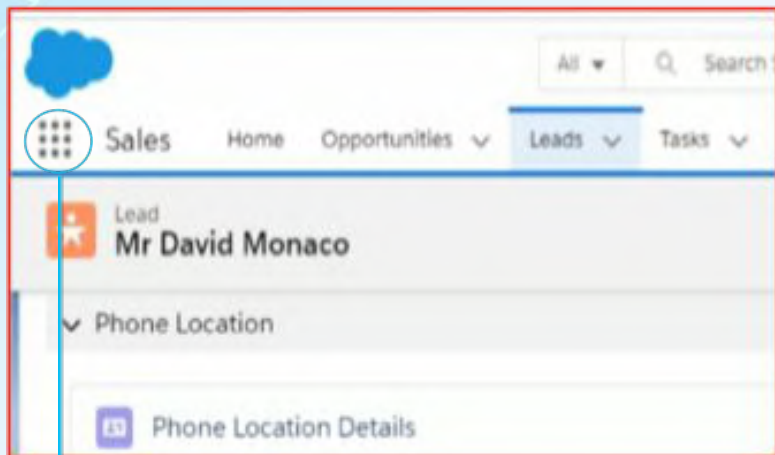 All Search
Sales Home Opportunities Leads Tasks
Lead
Mr David Monaco
Phone Location
Phone Location Details